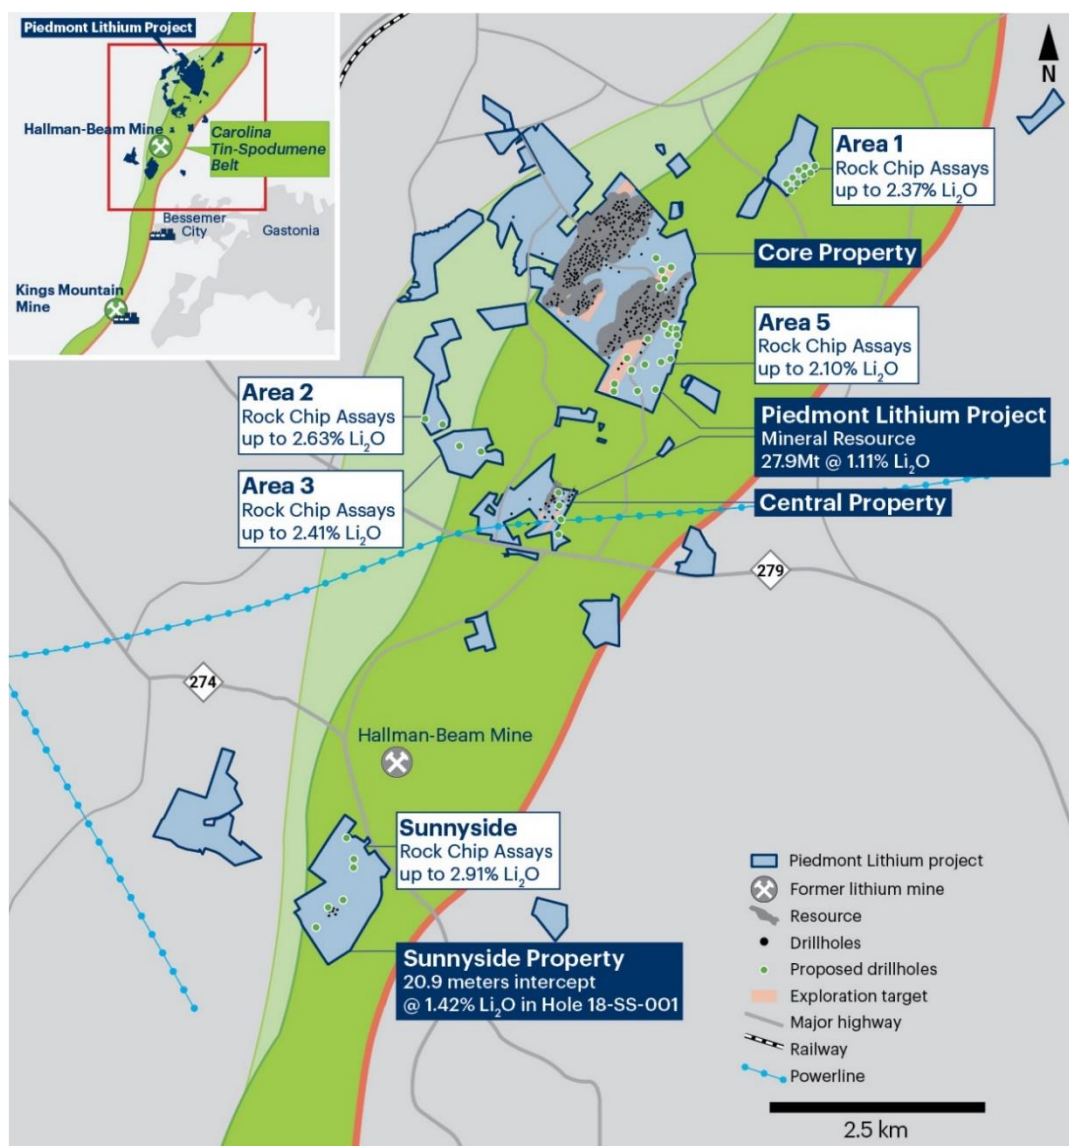 Piedmont Lithium Project
Hallman-Beam Mine
Carolina
Tin-Spodumene
Belt
Bessemer
City
Gastonia
Kings Mountain
Mine
N
Area 1
Rock Chip Assays
up to 2.37% Li₂O
Core Property
Area 5
Rock Chip Assays
up to 2.10% Li₂O
Area 2
Rock Chip Assays
up to 2.63% Li₂O
Piedmont Lithium Project
Mineral Resource
27.9Mt @ 1.11% Li₂O
Area 3
Rock Chip Assays
up to 2.41% Li₂O
Central Property
279
274
Hallman-Beam Mine
Sunnyside
Rock Chip Assays
up to 2.91% Li₂O
Sunnyside Property
20.9 meters intercept
@ 1.42% Li₂O in Hole 18-SS-001
Piedmont Lithium project
Former lithium mine
Resource
Drillholes
Proposed drillholes
Exploration target
Major highway
Railway
Powerline
2.5 km